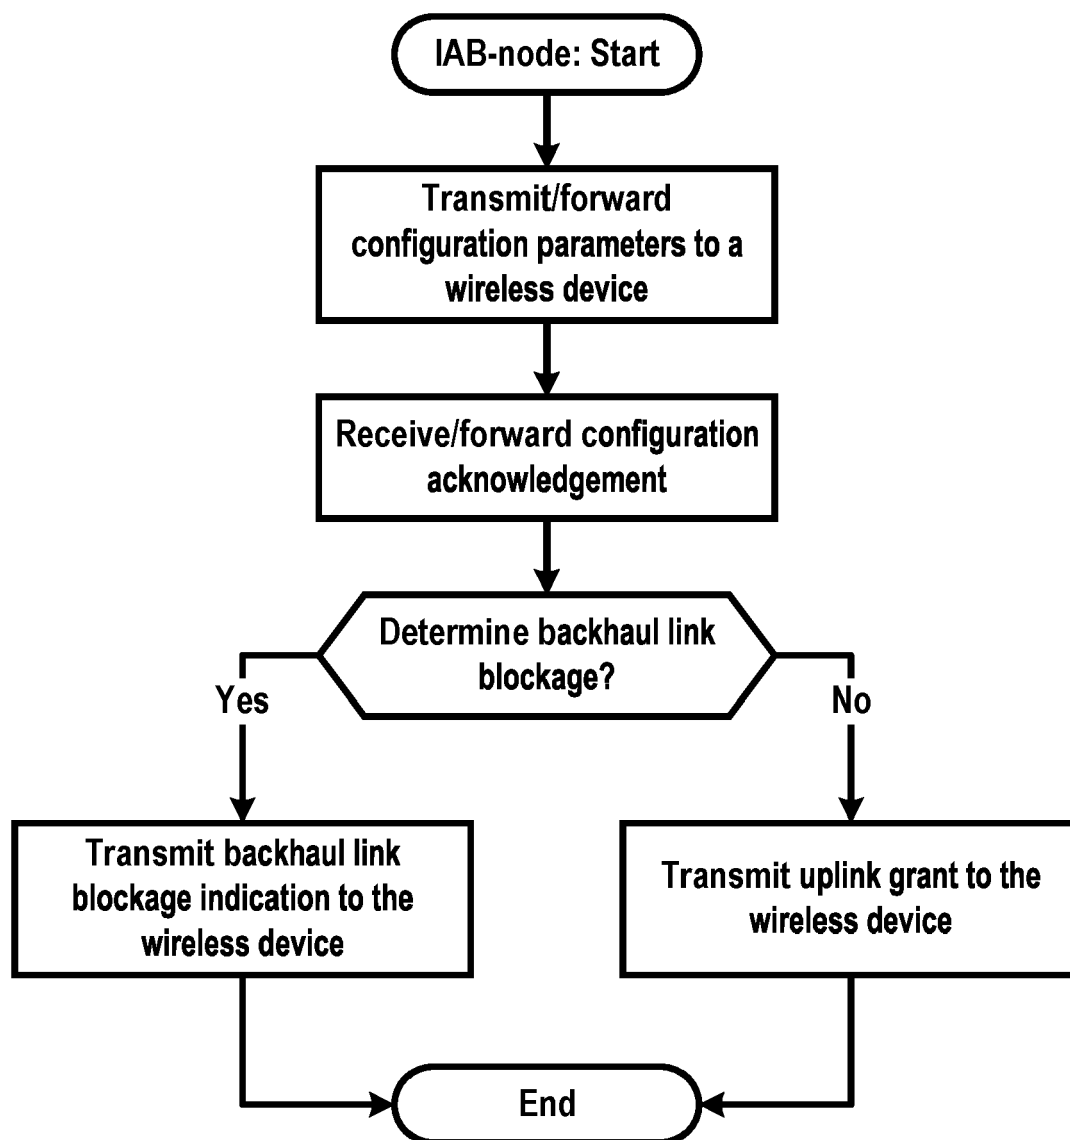 IAB-node: Start
Transmit/forward
configuration parameters to a
wireless device
Receive/forward configuration
acknowledgement
Determine backhaul link
blockage?
Yes
No
Transmit backhaul link
blockage indication to the
wireless device
Transmit uplink grant to the
wireless device
End